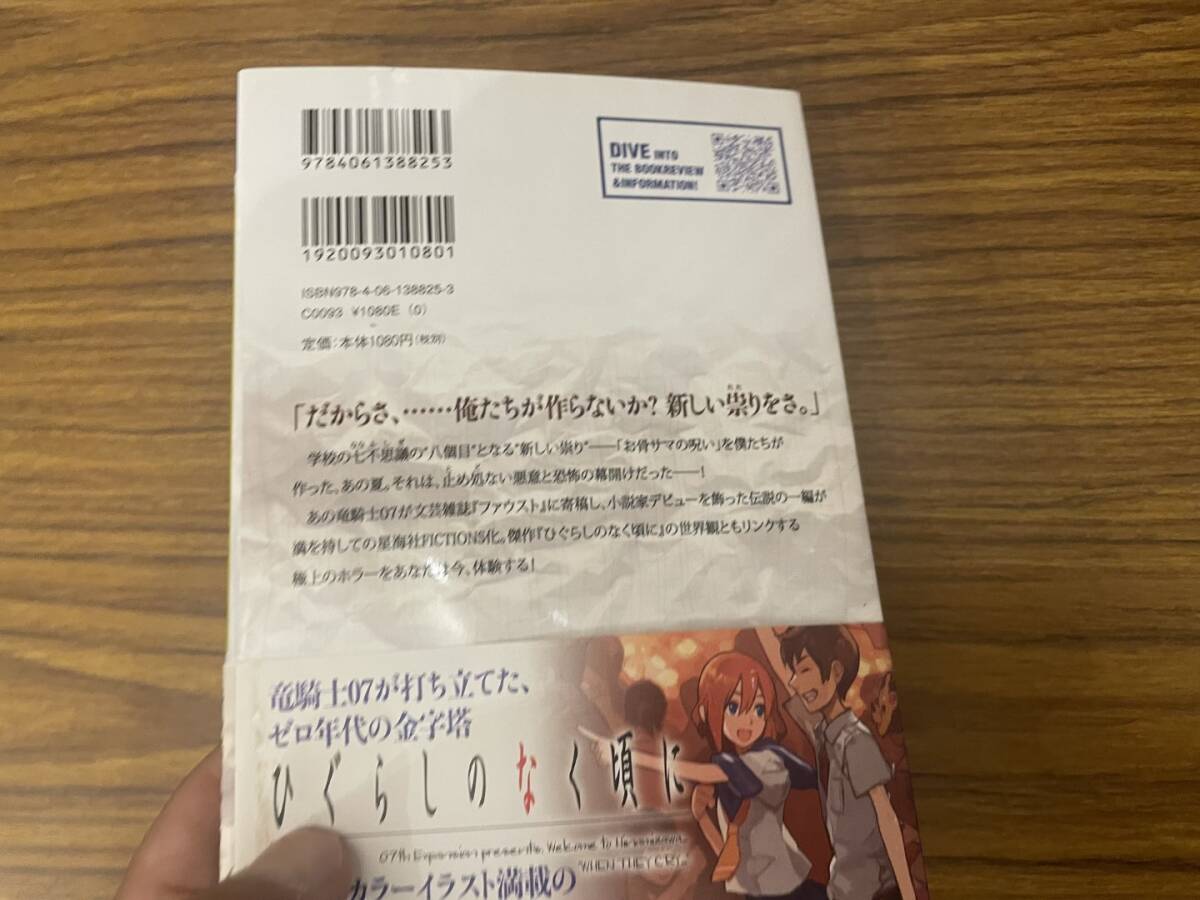 9784061388253
DIVE INTO
THE BOOKREVIEW
&INFORMATION!
1920093010801
ISBN978-4-06-138825-3
C0093 ¥1080E (0)
定価:本体1080円(税別)
「だからさ、……俺たちが作らないか? 新しい祟りをさ。」
学校の七不思議の"八個目"となる"新しい祟り"――「お骨サマの呪い」を僕たちが
作った。あの夏。それは、止め処ない悪意と恐怖の幕開けだった――!
あの竜騎士07が文芸雑誌『ファウスト』に寄稿し、小説家デビューを飾った伝説の一編が
満を持しての星海社FICTIONS化。傑作『ひぐらしのなく頃に』の世界観ともリンクする
極上のホラーをあなたは今、体験する!
竜騎士07が打ち立てた、
ゼロ年代の金字塔
ひぐらしのなく頃に
07th Expansion presents. Welcome to Hinamizawa.
"WHEN THEY CRY"
カラーイラスト満載の